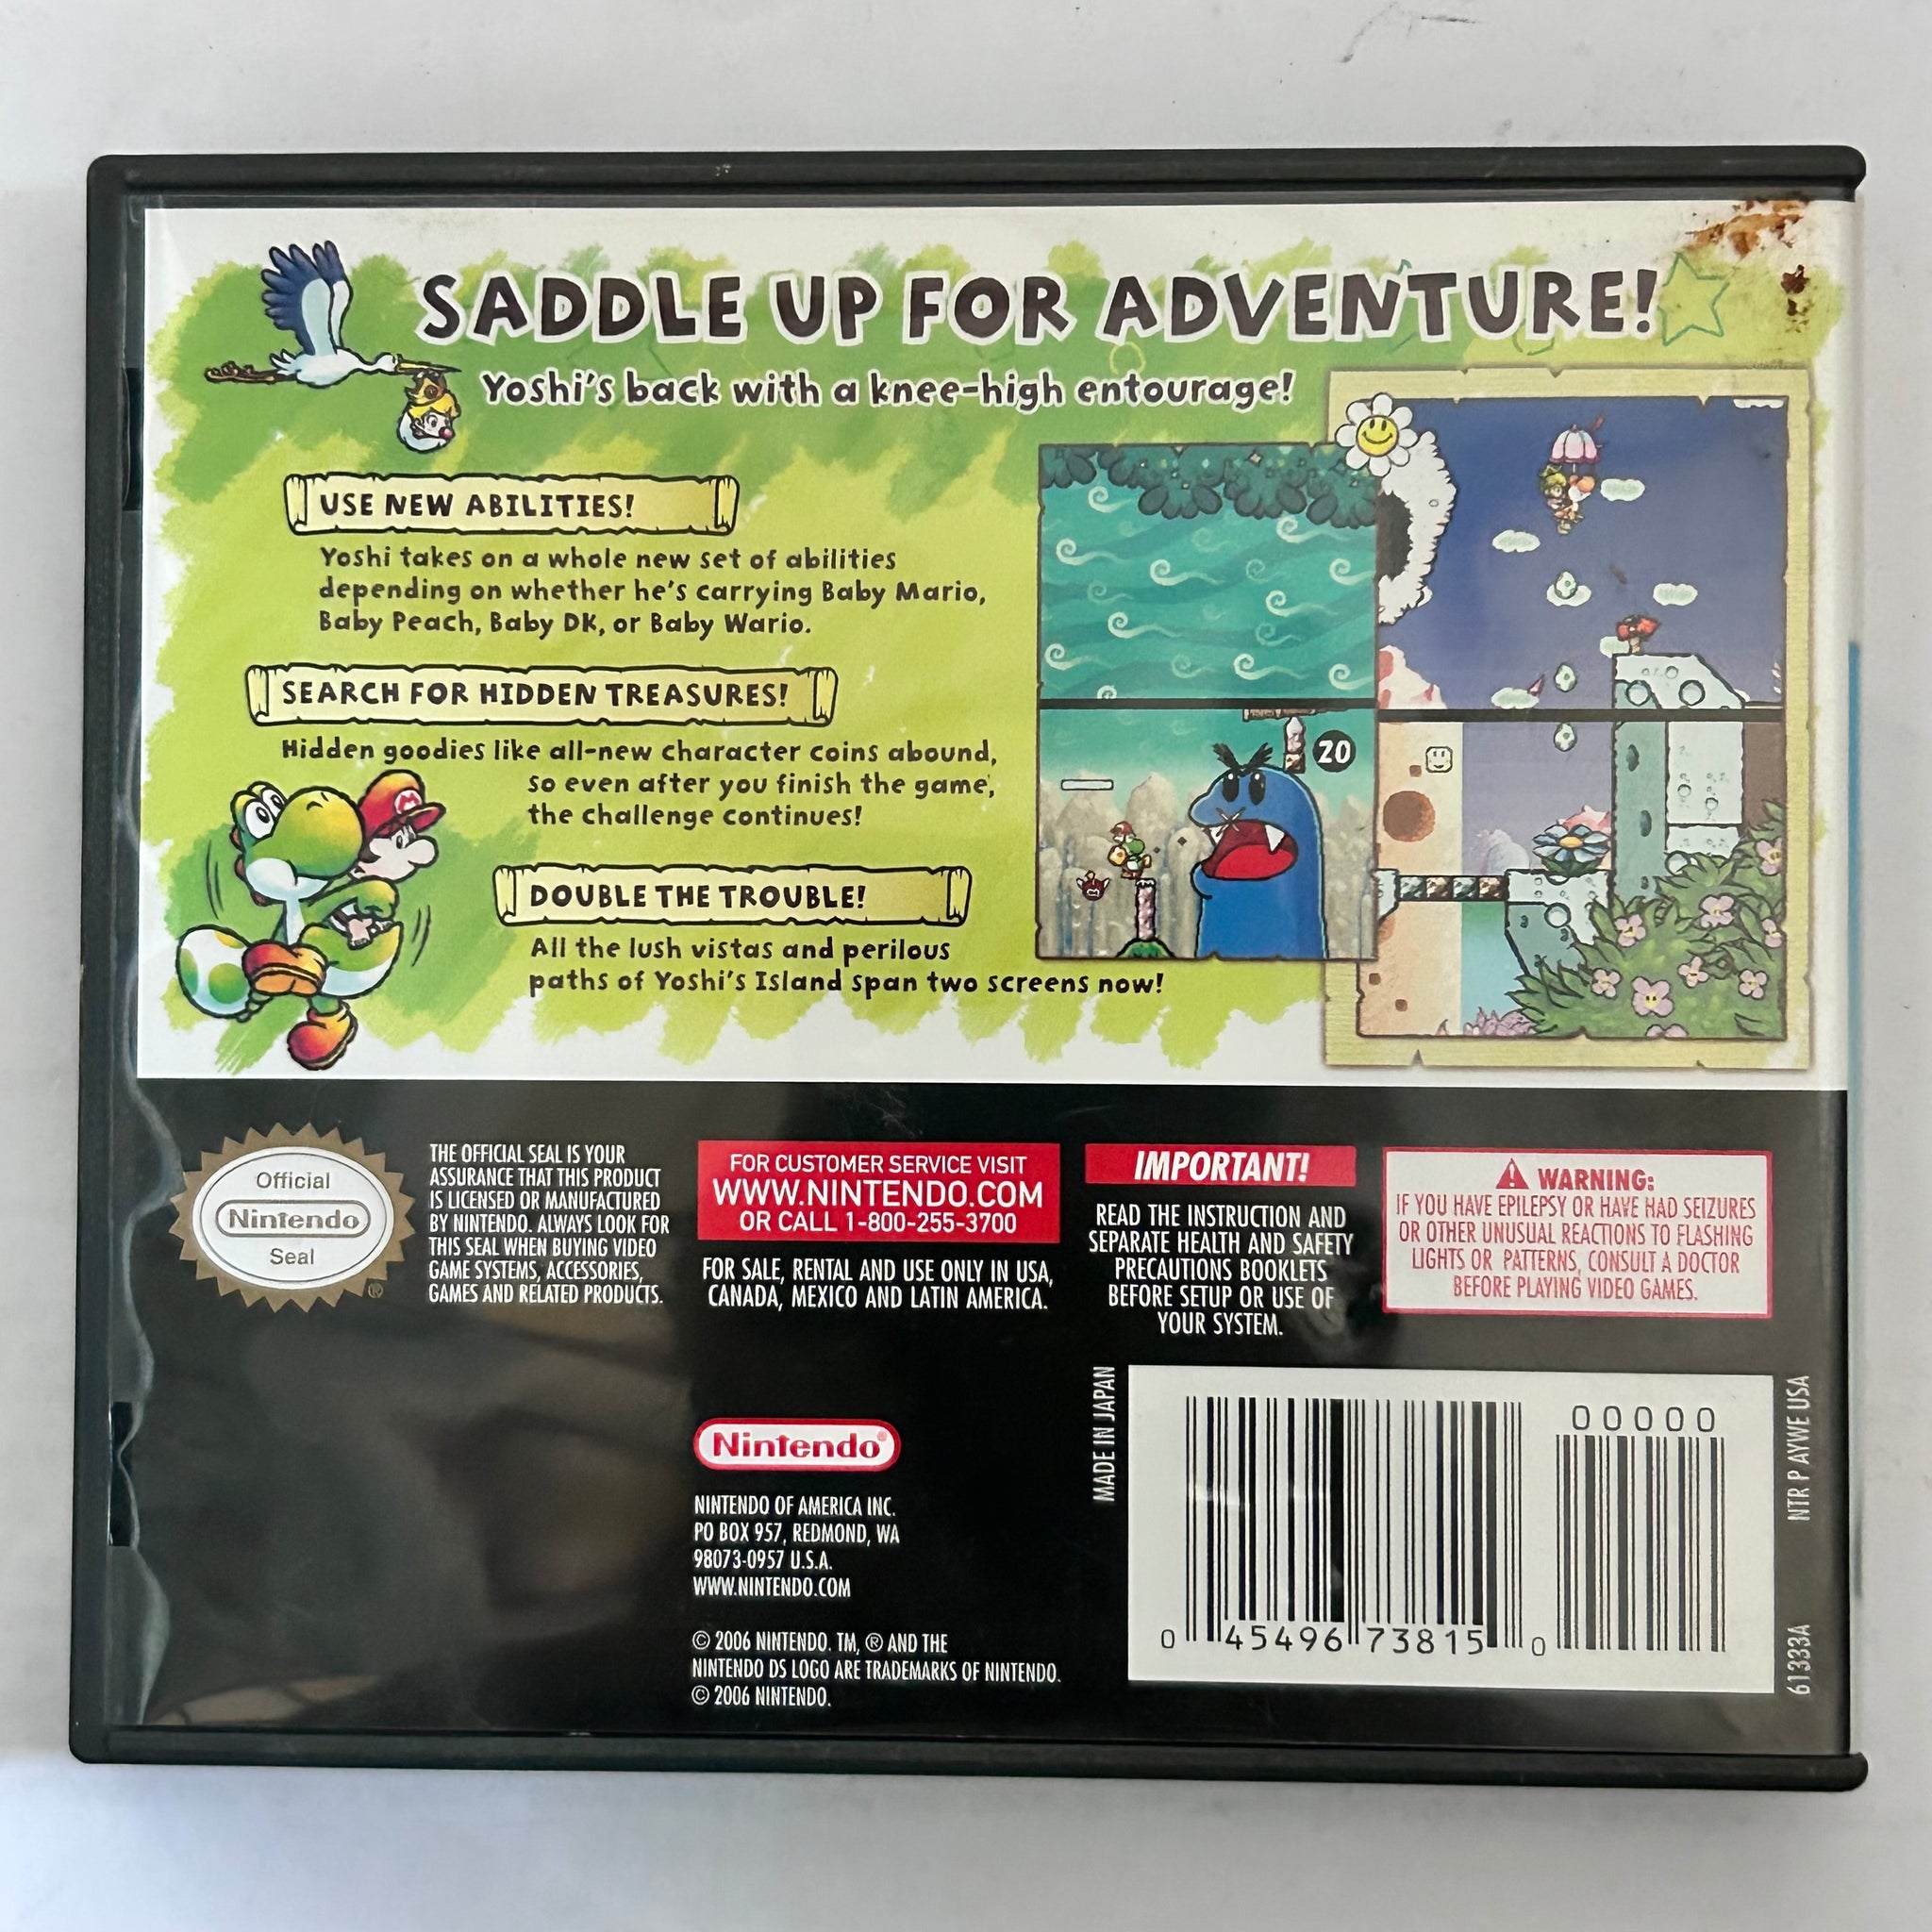 SADDLE UP FOR ADVENTURE!
Yoshi's back with a knee-high entourage!
USE NEW ABILITIES!
Yoshi takes on a whole new set of abilities
depending on whether he's carrying Baby Mario,
Baby Peach, Baby DK, or Baby Wario.
SEARCH FOR HIDDEN TREASURES!
Hidden goodies like all-new character coins abound,
so even after you finish the game,
the challenge continues!
DOUBLE THE TROUBLE!
All the lush vistas and perilous
paths of Yoshi's Island span two screens now!
M
20
Official
Nintendo
Seal
®
THE OFFICIAL SEAL IS YOUR
ASSURANCE THAT THIS PRODUCT
IS LICENSED OR MANUFACTURED
BY NINTENDO. ALWAYS LOOK FOR
THIS SEAL WHEN BUYING VIDEO
GAME SYSTEMS, ACCESSORIES,
GAMES AND RELATED PRODUCTS.
FOR CUSTOMER SERVICE VISIT
WWW.NINTENDO.COM
OR CALL 1-800-255-3700
FOR SALE, RENTAL AND USE ONLY IN USA,
CANADA, MEXICO AND LATIN AMERICA.
IMPORTANT!
READ THE INSTRUCTION AND
SEPARATE HEALTH AND SAFETY
PRECAUTIONS BOOKLETS
BEFORE SETUP OR USE OF
YOUR SYSTEM.
WARNING:
IF YOU HAVE EPILEPSY OR HAVE HAD SEIZURES
OR OTHER UNUSUAL REACTIONS TO FLASHING
LIGHTS OR PATTERNS, CONSULT A DOCTOR
BEFORE PLAYING VIDEO GAMES.
Nintendo®
NINTENDO OF AMERICA INC.
PO BOX 957, REDMOND, WA
98073-0957 U.S.A.
WWW.NINTENDO.COM
© 2006 NINTENDO. TM, ® AND THE
NINTENDO DS LOGO ARE TRADEMARKS OF NINTENDO.
© 2006 NINTENDO.
MADE IN JAPAN
00000
0 45496 73815 0
NTR P AYWE USA
61333A